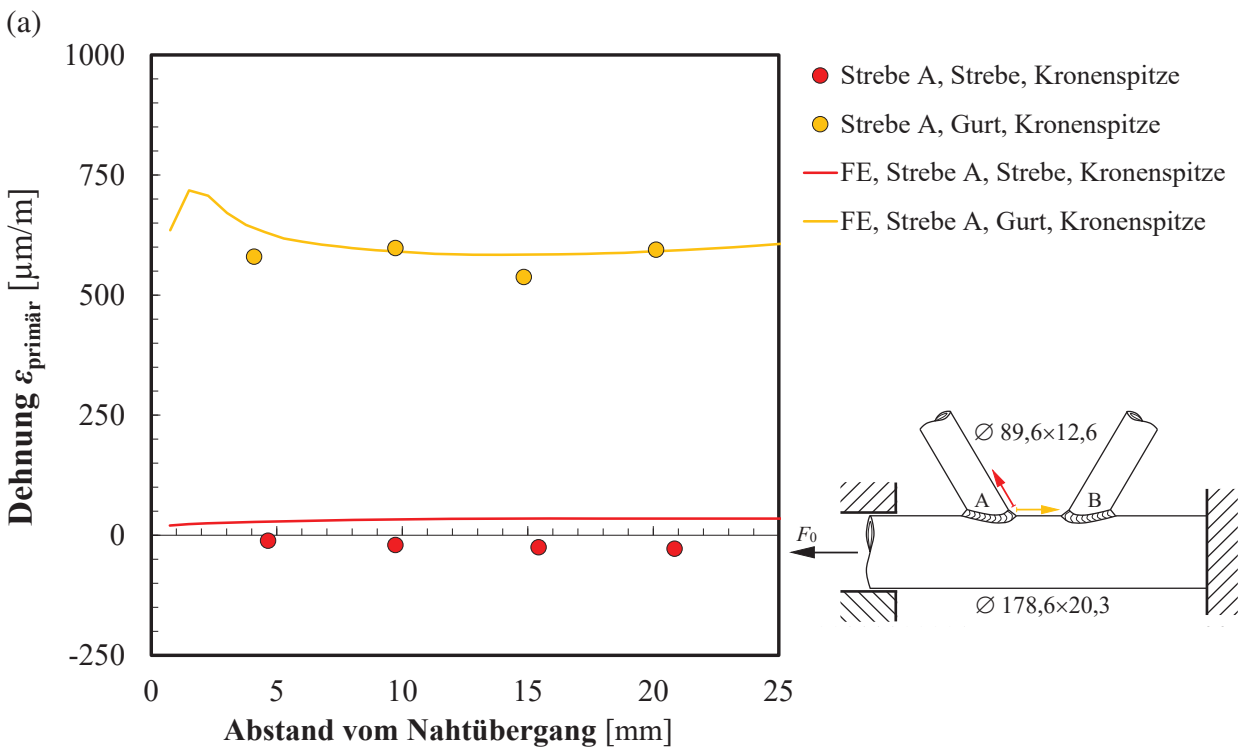 (a)
1000
750
500
250
0
-250
0
5
10
15
20
25
Dehnung ε_primär [µm/m]
Abstand vom Nahtübergang [mm]
Strebe A, Strebe, Kronenspitze
Strebe A, Gurt, Kronenspitze
FE, Strebe A, Strebe, Kronenspitze
FE, Strebe A, Gurt, Kronenspitze
∅ 89,6×12,6
A
B
F₀
∅ 178,6×20,3